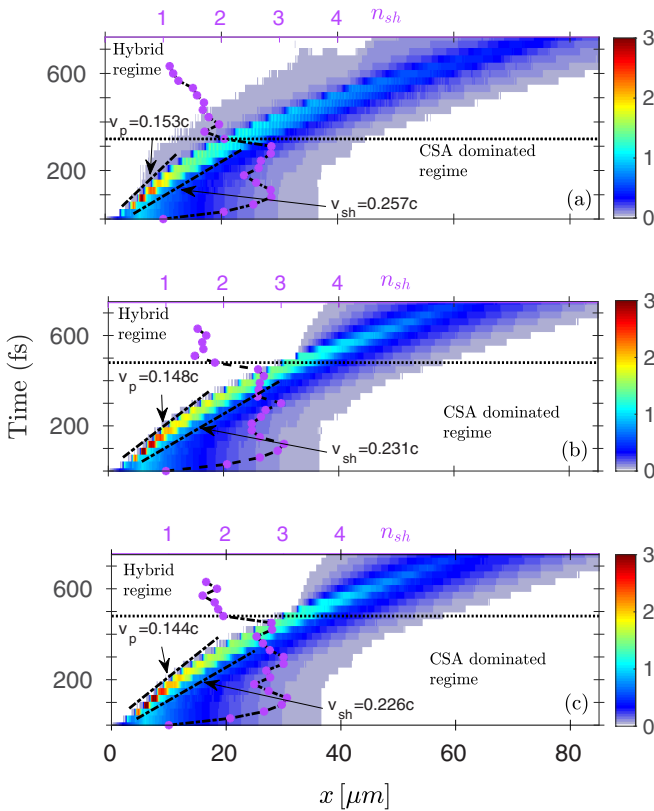 1 2 3 4 n_sh
Hybrid regime
v_p=0.153c
600
400
200
CSA dominated regime
v_sh=0.257c
(a)
3
2
1
0
1 2 3 4 n_sh
Hybrid regime
v_p=0.148c
600
200
CSA dominated regime
v_sh=0.231c
(b)
3
2
1
0
Time (fs)
1 2 3 4 n_sh
Hybrid regime
v_p=0.144c
600
200
CSA dominated regime
v_sh=0.226c
(c)
3
2
1
0
0 20 40 60 80
x [μm]